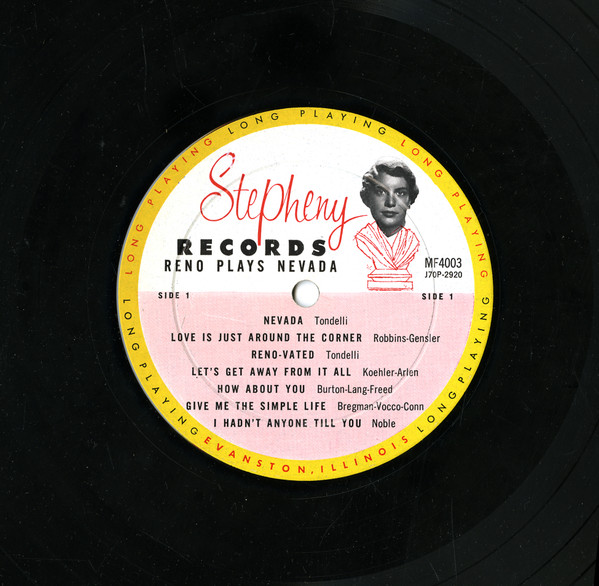 LONG PLAYING LONG PLAYING LONG PLAYING LONG PLAYING LONG PLAYING
Stepheny
RECORDS
RENO PLAYS NEVADA
MF4003
J70P-2920
SIDE 1 SIDE 1
NEVADA Tondelli
LOVE IS JUST AROUND THE CORNER Robbins-Gensler
RENO-VATED Tondelli
LET'S GET AWAY FROM IT ALL Koehler-Arlen
HOW ABOUT YOU Burton-Lang-Freed
GIVE ME THE SIMPLE LIFE Bregman-Vocco-Conn
I HADN'T ANYONE TILL YOU Noble
EVANSTON, ILLINOIS